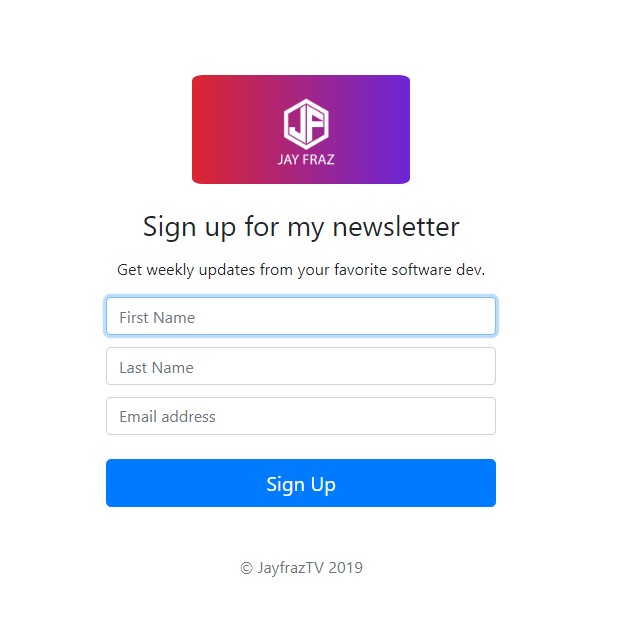 JF
JAY FRAZ
Sign up for my newsletter
Get weekly updates from your favorite software dev.
First Name
Last Name
Email address
Sign Up
© JayfrazTV 2019